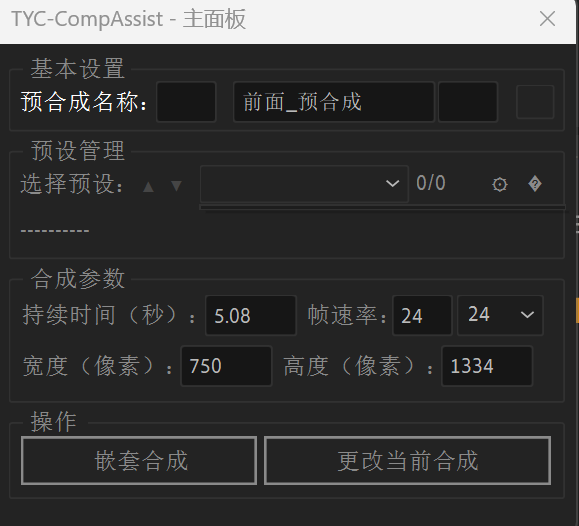 TYC-CompAssist - 主面板
基本设置
预合成名称： 前面_预合成
预设管理
选择预设： ▲ ▼ 0/0
----------
合成参数
持续时间（秒）： 5.08 帧速率： 24 24
宽度（像素）： 750 高度（像素）： 1334
操作
嵌套合成 更改当前合成